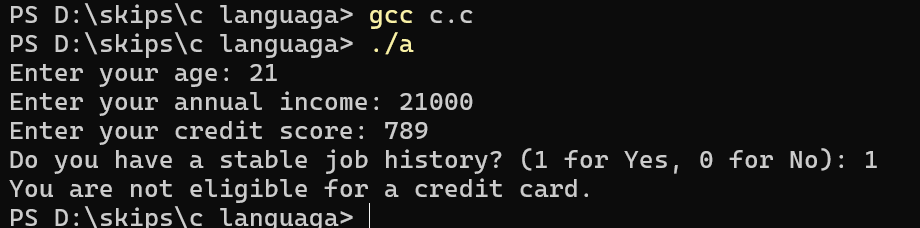 PS D:\skips\c languaga> gcc c.c
PS D:\skips\c languaga> ./a
Enter your age: 21
Enter your annual income: 21000
Enter your credit score: 789
Do you have a stable job history? (1 for Yes, 0 for No): 1
You are not eligible for a credit card.
PS D:\skips\c languaga>